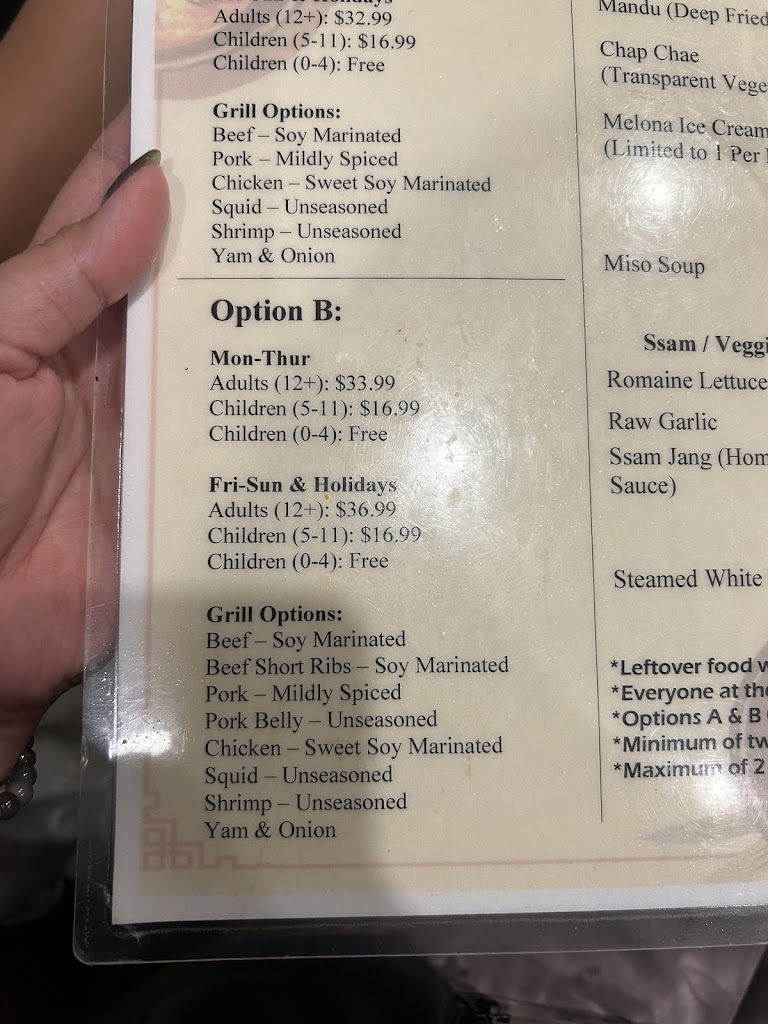 Fri-Sun & Holidays
Adults (12+): $32.99
Children (5-11): $16.99
Children (0-4): Free
Grill Options:
Beef – Soy Marinated
Pork – Mildly Spiced
Chicken – Sweet Soy Marinated
Squid – Unseasoned
Shrimp – Unseasoned
Yam & Onion
Option B:
Mon-Thur
Adults (12+): $33.99
Children (5-11): $16.99
Children (0-4): Free
Fri-Sun & Holidays
Adults (12+): $36.99
Children (5-11): $16.99
Children (0-4): Free
Grill Options:
Beef – Soy Marinated
Beef Short Ribs – Soy Marinated
Pork – Mildly Spiced
Pork Belly – Unseasoned
Chicken – Sweet Soy Marinated
Squid – Unseasoned
Shrimp – Unseasoned
Yam & Onion
Mandu (Deep Fried
Chap Chae
(Transparent Vege
Melona Ice Cream
(Limited to 1 Per
Miso Soup
Ssam / Veggi
Romaine Lettuce
Raw Garlic
Ssam Jang (Hom
Sauce)
Steamed White
*Leftover food w
*Everyone at the
*Options A & B
*Minimum of tw
*Maximum of 2